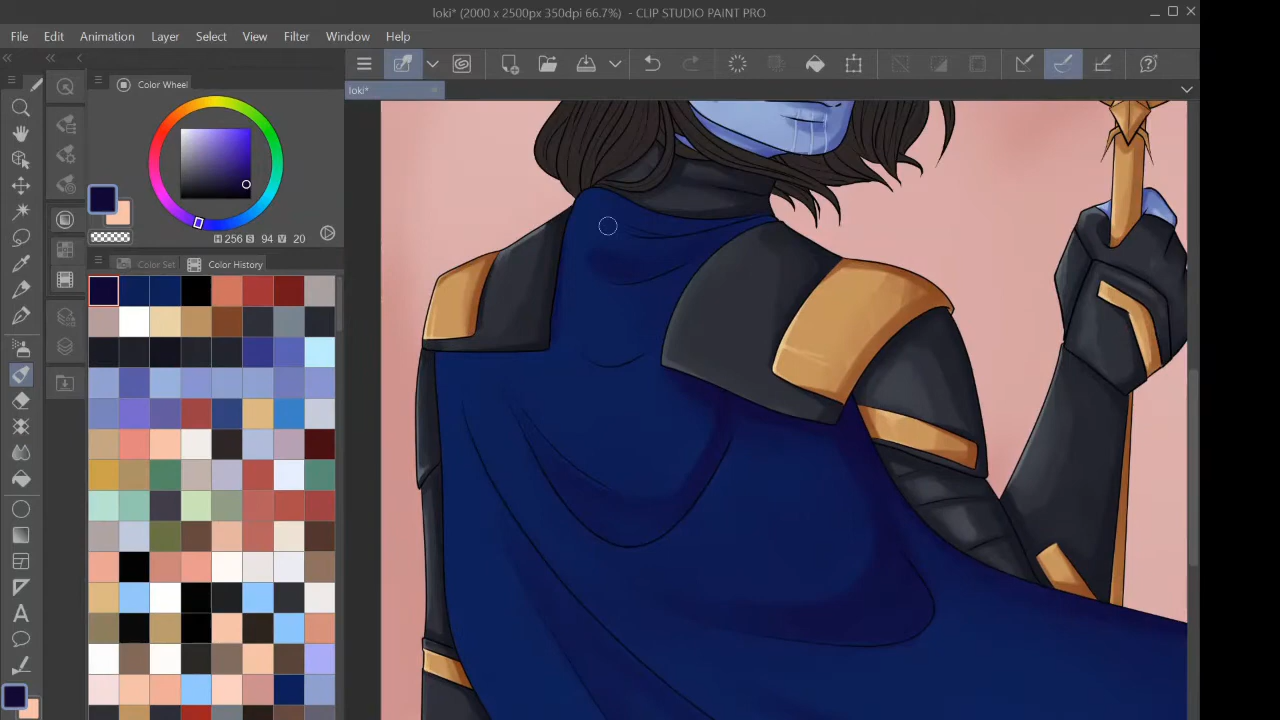 loki* (2000 x 2500px 350dpi 66.7%) - CLIP STUDIO PAINT PRO
File Edit Animation Layer Select View Filter Window Help
Color Wheel
loki*
H 256 S 94 V 20
Color Set Color History